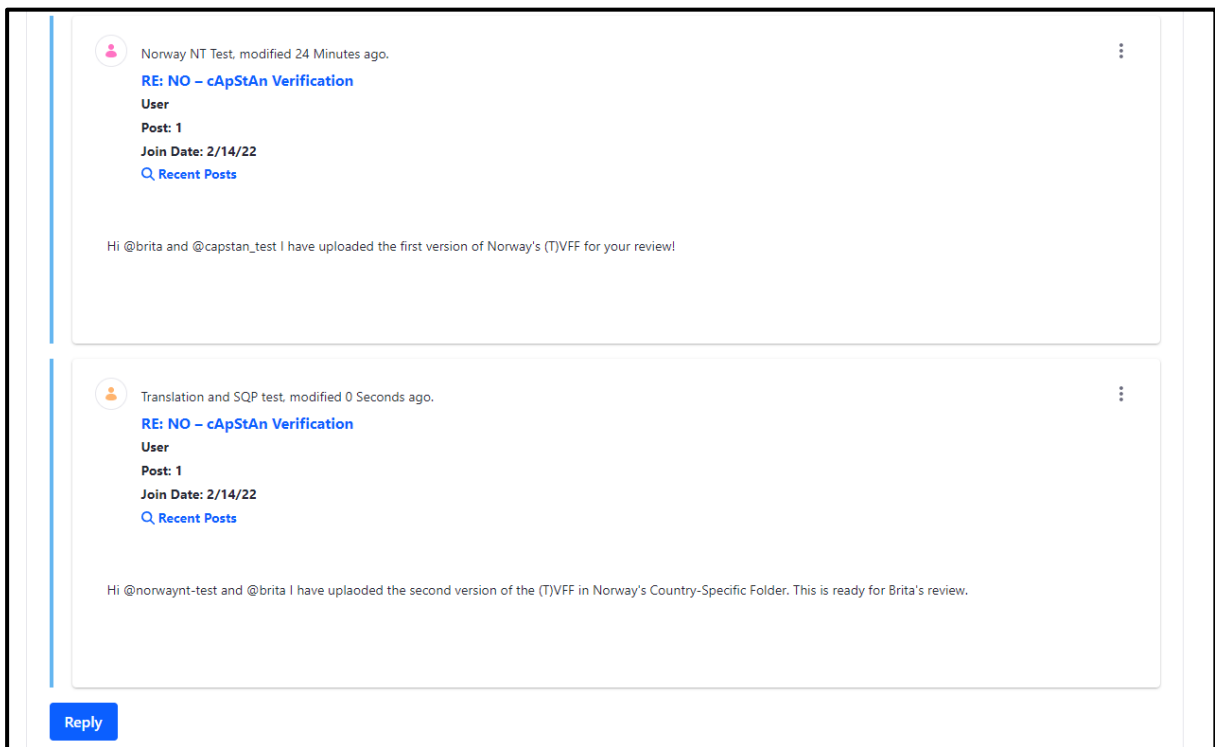 Norway NT Test, modified 24 Minutes ago.
RE: NO – cApStAn Verification
User
Post: 1
Join Date: 2/14/22
Recent Posts
Hi @brita and @capstan_test I have uploaded the first version of Norway's (T)VFF for your review!
Translation and SQP test, modified 0 Seconds ago.
RE: NO – cApStAn Verification
User
Post: 1
Join Date: 2/14/22
Recent Posts
Hi @norwaynt-test and @brita I have uplaoded the second version of the (T)VFF in Norway's Country-Specific Folder. This is ready for Brita's review.
Reply